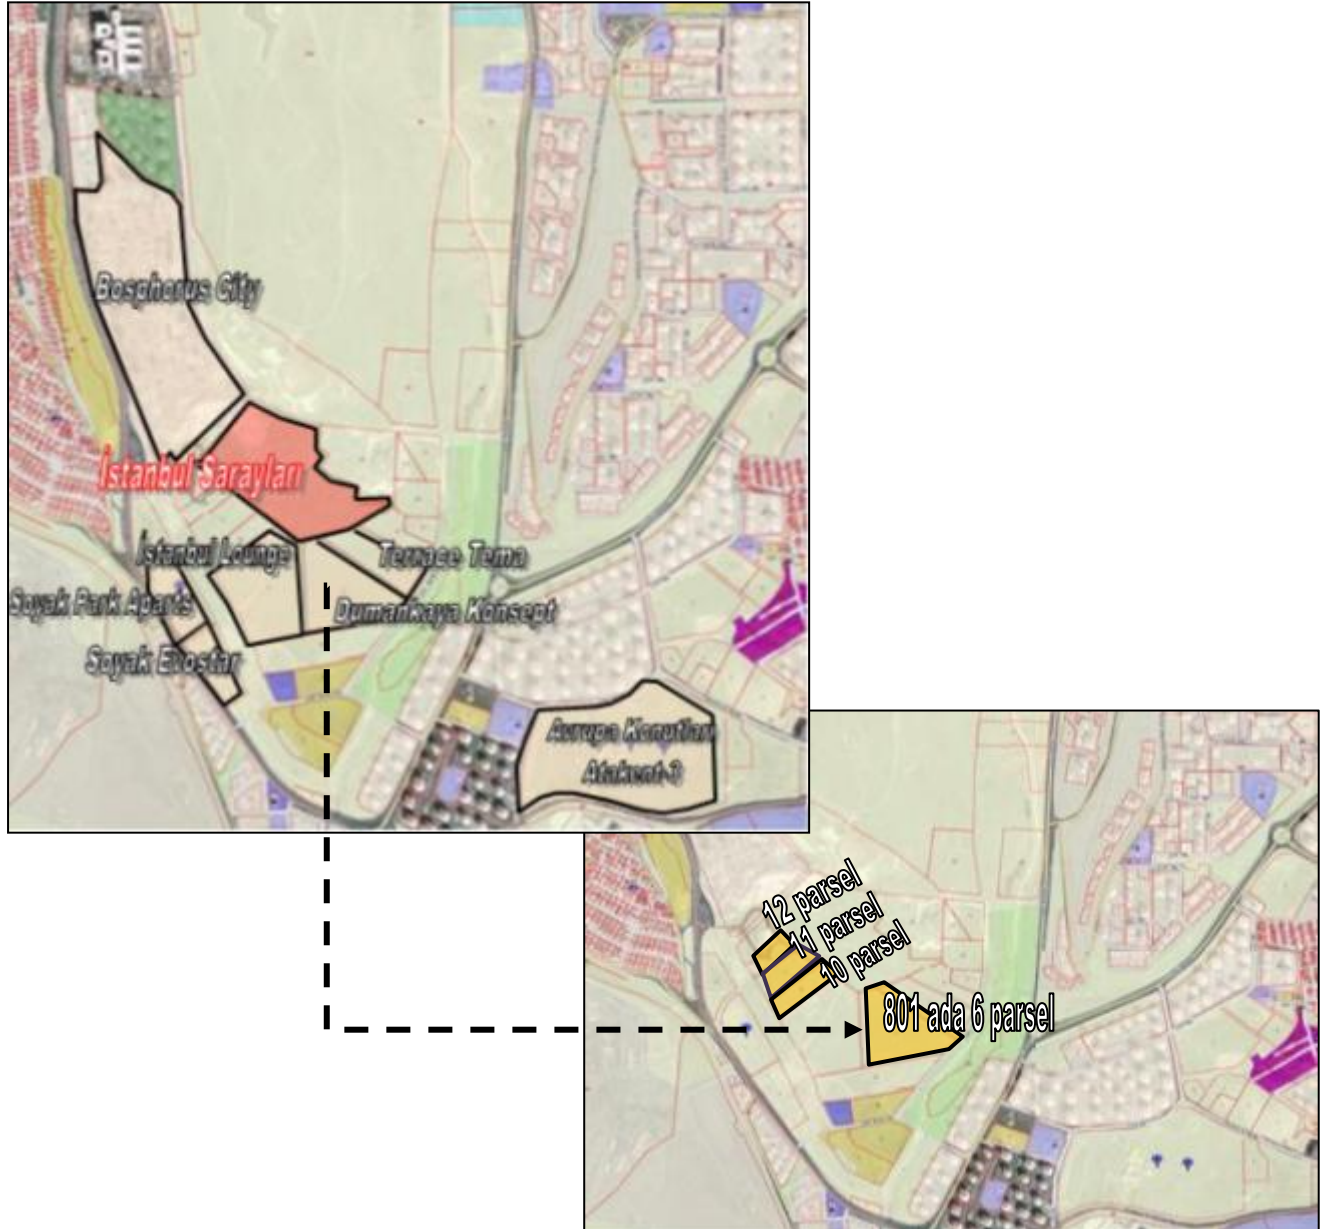 Bosphorus City
İstanbul Sarayları
İstanbul Lounge
Terrace Tema
Soyak Park Aparts
Dumankaya Konsept
Soyak Evostar
Avrupa Konutları
Atakent-3
12 parsel
11 parsel
10 parsel
801 ada 6 parsel